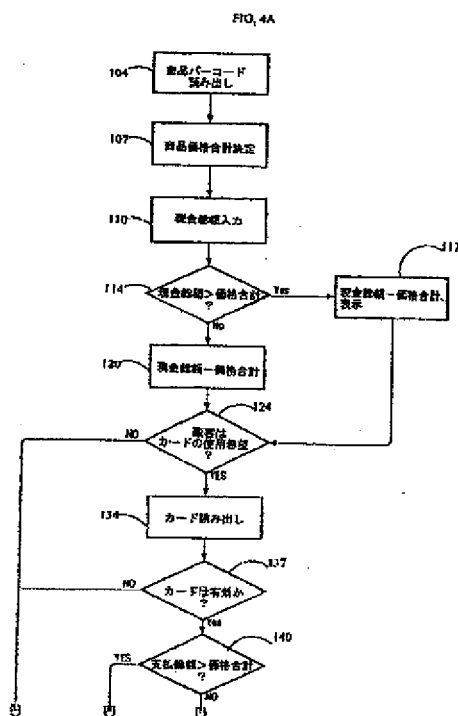 FIG. 4A
104
商品バーコード
読み出し
107
商品価格合計決定
110
現金総額入力
114
現金総額>価格合計
?
Yes
117
現金総額-価格合計、
表示
No
120
現金総額-価格合計
124
顧客は
カードの使用希望
?
NO
YES
134
カード読み出し
137
カードは有効か
?
NO
Yes
140
支払総額>価格合計
?
YES
NO